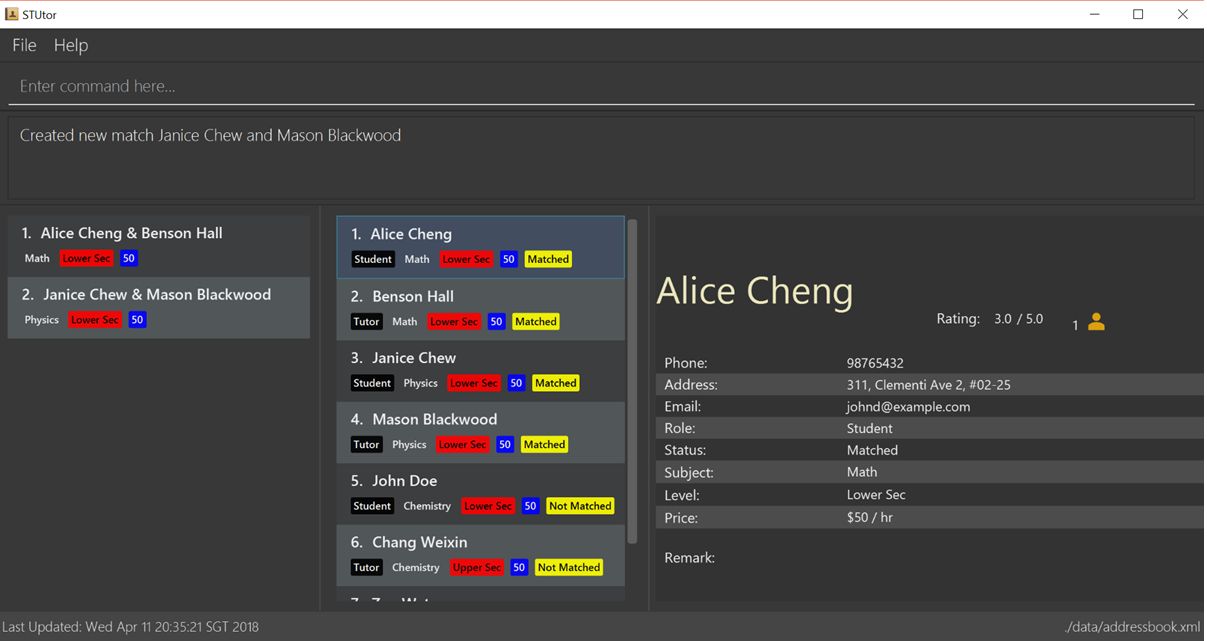 STUtor
File Help
Enter command here...
Created new match Janice Chew and Mason Blackwood
1. Alice Cheng & Benson Hall
Math Lower Sec 50
2. Janice Chew & Mason Blackwood
Physics Lower Sec 50
1. Alice Cheng
Student Math Lower Sec 50 Matched
2. Benson Hall
Tutor Math Lower Sec 50 Matched
3. Janice Chew
Student Physics Lower Sec 50 Matched
4. Mason Blackwood
Tutor Physics Lower Sec 50 Matched
5. John Doe
Student Chemistry Lower Sec 50 Not Matched
6. Chang Weixin
Tutor Chemistry Upper Sec 50 Not Matched
Alice Cheng
Rating: 3.0 / 5.0 1
Phone: 98765432
Address: 311, Clementi Ave 2, #02-25
Email: johnd@example.com
Role: Student
Status: Matched
Subject: Math
Level: Lower Sec
Price: $50 / hr
Remark:
Last Updated: Wed Apr 11 20:35:21 SGT 2018 ./data/addressbook.xml